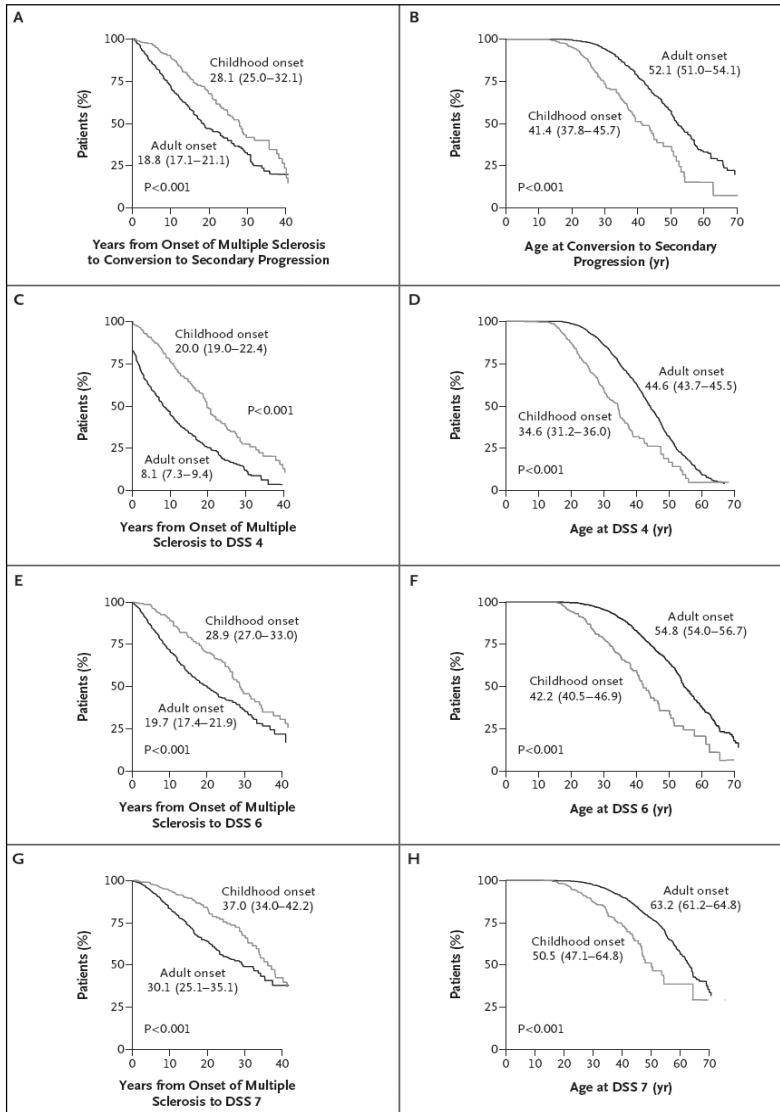 A
100
75
50
25
0
Patients (%)
Childhood onset
28.1 (25.0–32.1)
Adult onset
18.8 (17.1–21.1)
P<0.001
0 10 20 30 40
Years from Onset of Multiple Sclerosis
to Conversion to Secondary Progression
B
100
75
50
25
0
Patients (%)
Adult onset
52.1 (51.0–54.1)
Childhood onset
41.4 (37.8–45.7)
P<0.001
0 10 20 30 40 50 60 70
Age at Conversion to Secondary
Progression (yr)
C
100
75
50
25
0
Patients (%)
Childhood onset
20.0 (19.0–22.4)
P<0.001
Adult onset
8.1 (7.3–9.4)
0 10 20 30 40
Years from Onset of Multiple
Sclerosis to DSS 4
D
100
75
50
25
0
Patients (%)
Adult onset
44.6 (43.7–45.5)
Childhood onset
34.6 (31.2–36.0)
P<0.001
0 10 20 30 40 50 60 70
Age at DSS 4 (yr)
E
100
75
50
25
0
Patients (%)
Childhood onset
28.9 (27.0–33.0)
Adult onset
19.7 (17.4–21.9)
P<0.001
0 10 20 30 40
Years from Onset of Multiple
Sclerosis to DSS 6
F
100
75
50
25
0
Patients (%)
Adult onset
54.8 (54.0–56.7)
Childhood onset
42.2 (40.5–46.9)
P<0.001
0 10 20 30 40 50 60 70
Age at DSS 6 (yr)
G
100
75
50
25
0
Patients (%)
Childhood onset
37.0 (34.0–42.2)
Adult onset
30.1 (25.1–35.1)
P<0.001
0 10 20 30 40
Years from Onset of Multiple
Sclerosis to DSS 7
H
100
75
50
25
0
Patients (%)
Adult onset
63.2 (61.2–64.8)
Childhood onset
50.5 (47.1–64.8)
P<0.001
0 10 20 30 40 50 60 70
Age at DSS 7 (yr)